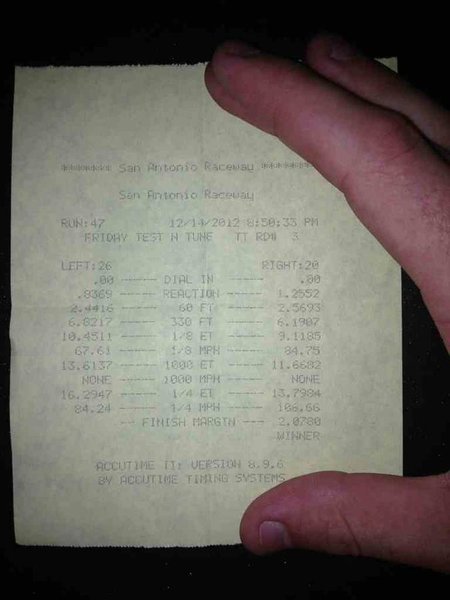 ******* San Antonio Raceway ******
San Antonio Raceway
RUN:47 12/14/2012 8:50:33 PM
FRIDAY TEST N TUNE TT RD# 3
LEFT:26 RIGHT:20
.00 ------ DIAL IN ------ .00
.8369 ------ REACTION ------ 1.2552
2.4416 ------ 60 FT ------ 2.5693
6.8217 ------ 330 FT ------ 6.1907
10.4511 ------ 1/8 ET ------ 9.1185
67.61 ------ 1/8 MPH ------ 84.75
13.6137 ------ 1000 ET ------ 11.6682
NONE ------ 1000 MPH ------ NONE
16.2947 ------ 1/4 ET ------ 13.7984
84.24 ------ 1/4 MPH ------ 106.66
--- FINISH MARGIN --- 2.0780
WINNER
ACCUTIME II: VERSION 8.9.6
BY ACCUTIME TIMING SYSTEMS